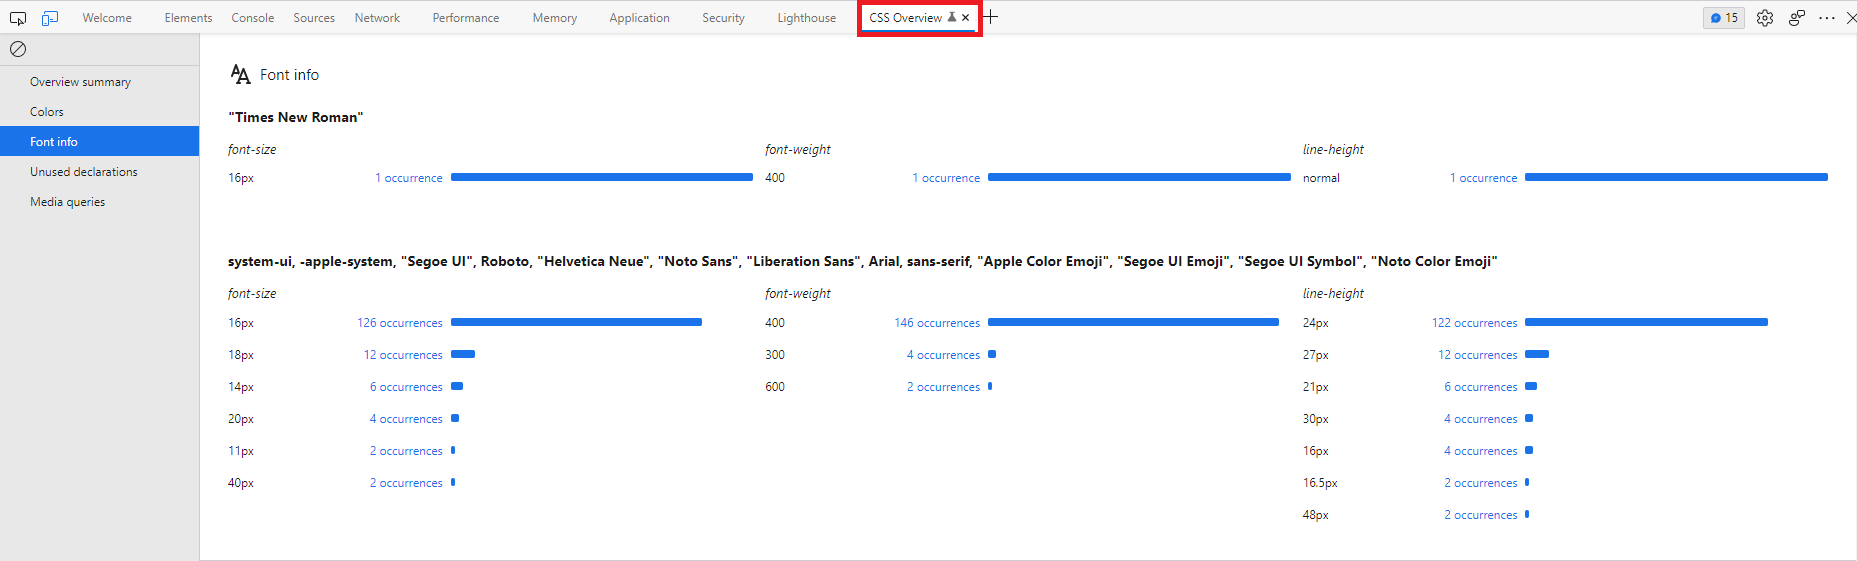 Welcome Elements Console Sources Network Performance Memory Application Security Lighthouse CSS Overview 15
Overview summary
Colors
Font info
Unused declarations
Media queries
Font info
"Times New Roman"
font-size font-weight line-height
16px 1 occurrence 400 1 occurrence normal 1 occurrence
system-ui, -apple-system, "Segoe UI", Roboto, "Helvetica Neue", "Noto Sans", "Liberation Sans", Arial, sans-serif, "Apple Color Emoji", "Segoe UI Emoji", "Segoe UI Symbol", "Noto Color Emoji"
font-size font-weight line-height
16px 126 occurrences 400 146 occurrences 24px 122 occurrences
18px 12 occurrences 300 4 occurrences 27px 12 occurrences
14px 6 occurrences 600 2 occurrences 21px 6 occurrences
20px 4 occurrences 30px 4 occurrences
11px 2 occurrences 16px 4 occurrences
40px 2 occurrences 16.5px 2 occurrences
48px 2 occurrences